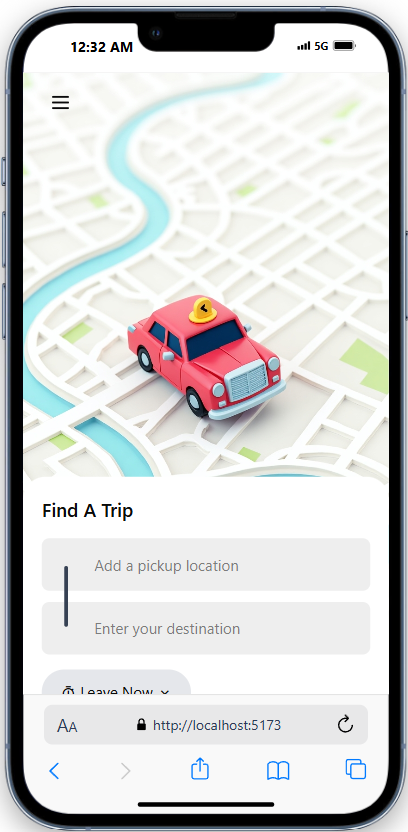 12:32 AM
5G
Find A Trip
Add a pickup location
Enter your destination
Leave Now
AA
http://localhost:5173